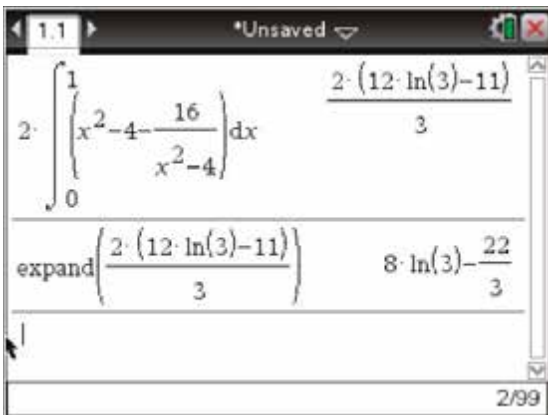 1.1 *Unsaved
2· ∫₀¹ (x²−4−16/(x²−4))dx 2·(12·ln(3)−11)/3
expand(2·(12·ln(3)−11)/3) 8·ln(3)−22/3
2/99